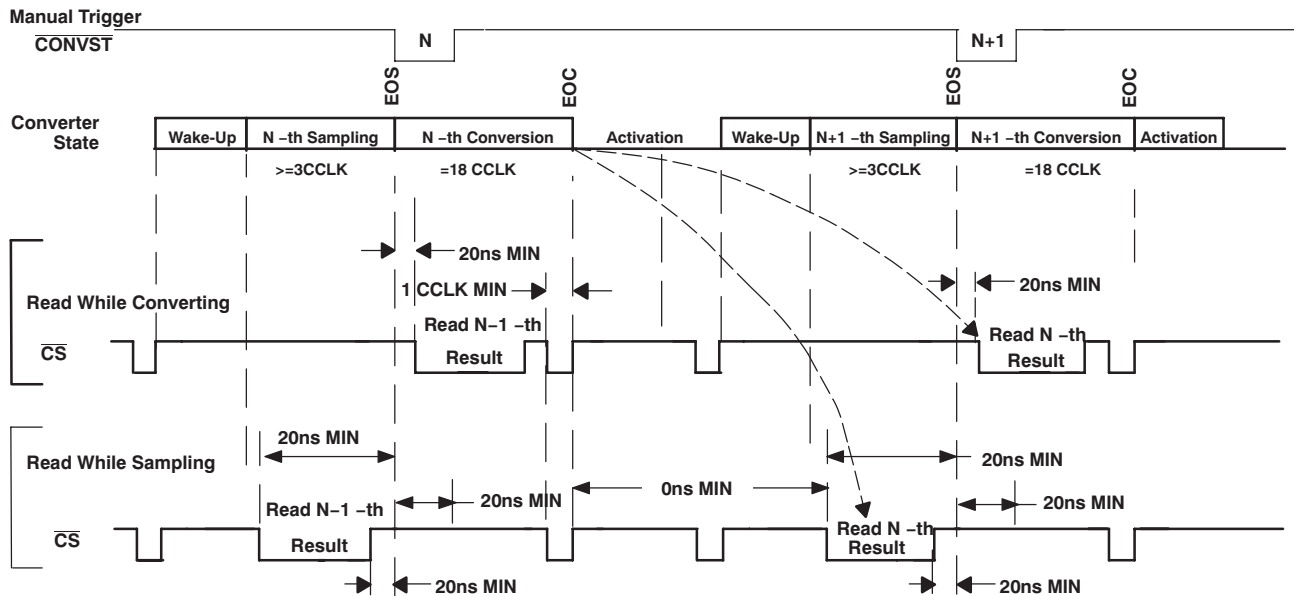 Manual Trigger
CONVST
N
N+1
EOS
EOC
EOS
EOC
Converter
State
Wake-Up
N −th Sampling
N −th Conversion
Activation
Wake-Up
N+1 −th Sampling
N+1 −th Conversion
Activation
>=3CCLK
=18 CCLK
>=3CCLK
=18 CCLK
20ns MIN
20ns MIN
1 CCLK MIN
Read While Converting
Read N−1 −th
Result
Read N −th
Result
CS
20ns MIN
20ns MIN
Read While Sampling
20ns MIN
0ns MIN
20ns MIN
Read N−1 −th
Result
Read N −th
Result
CS
20ns MIN
20ns MIN